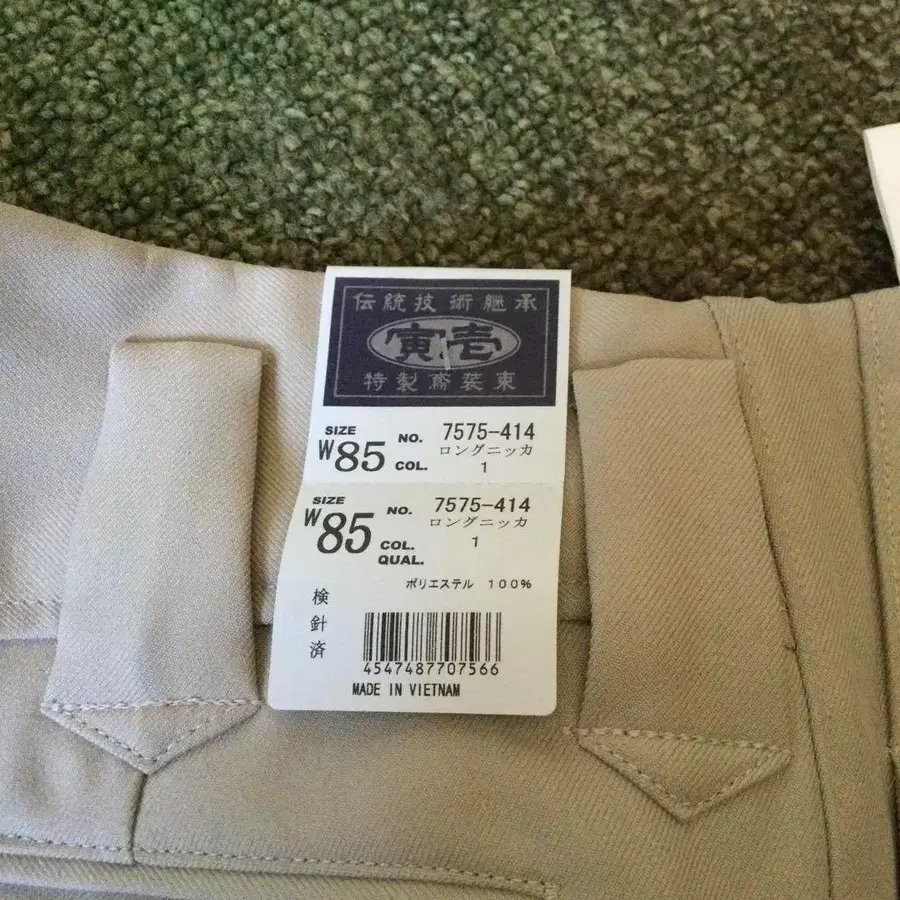 伝統技術継承
寅壱
特製鳶装束
SIZE
W85
NO. 7575-414
ロングニッカ
COL. 1
SIZE
W85
NO. 7575-414
ロングニッカ
COL. 1
QUAL.
ポリエステル 100%
検針済
4547487707566
MADE IN VIETNAM